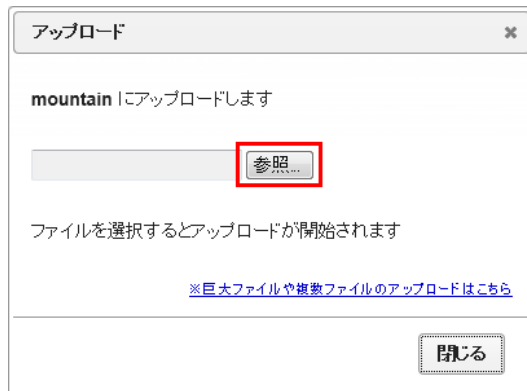 アップロード
mountain にアップロードします
参照...
ファイルを選択するとアップロードが開始されます
※巨大ファイルや複数ファイルのアップロードはこちら
閉じる